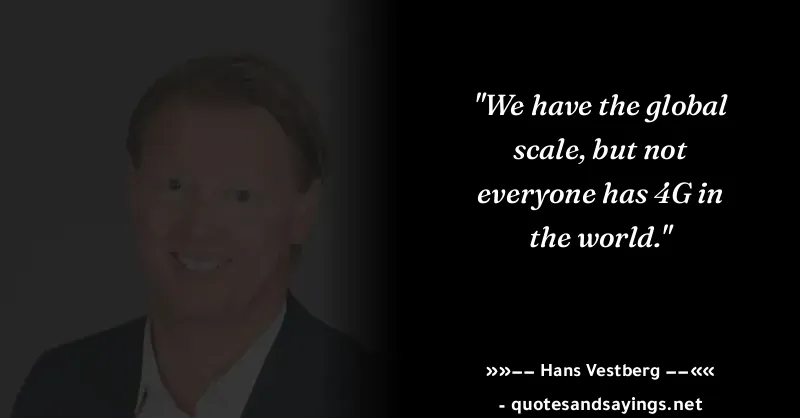 "We have the global
scale, but not
everyone has 4G in
the world."
»»—— Hans Vestberg ——««
- quotesandsayings.net